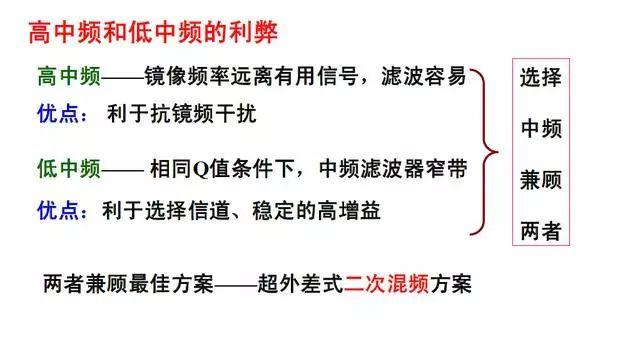 高中频和低中频的利弊
高中频——镜像频率远离有用信号，滤波容易
优点： 利于抗镜频干扰
低中频—— 相同Q值条件下，中频滤波器窄带
优点：利于选择信道、稳定的高增益
选择
中频
兼顾
两者
两者兼顾最佳方案——超外差式二次混频方案